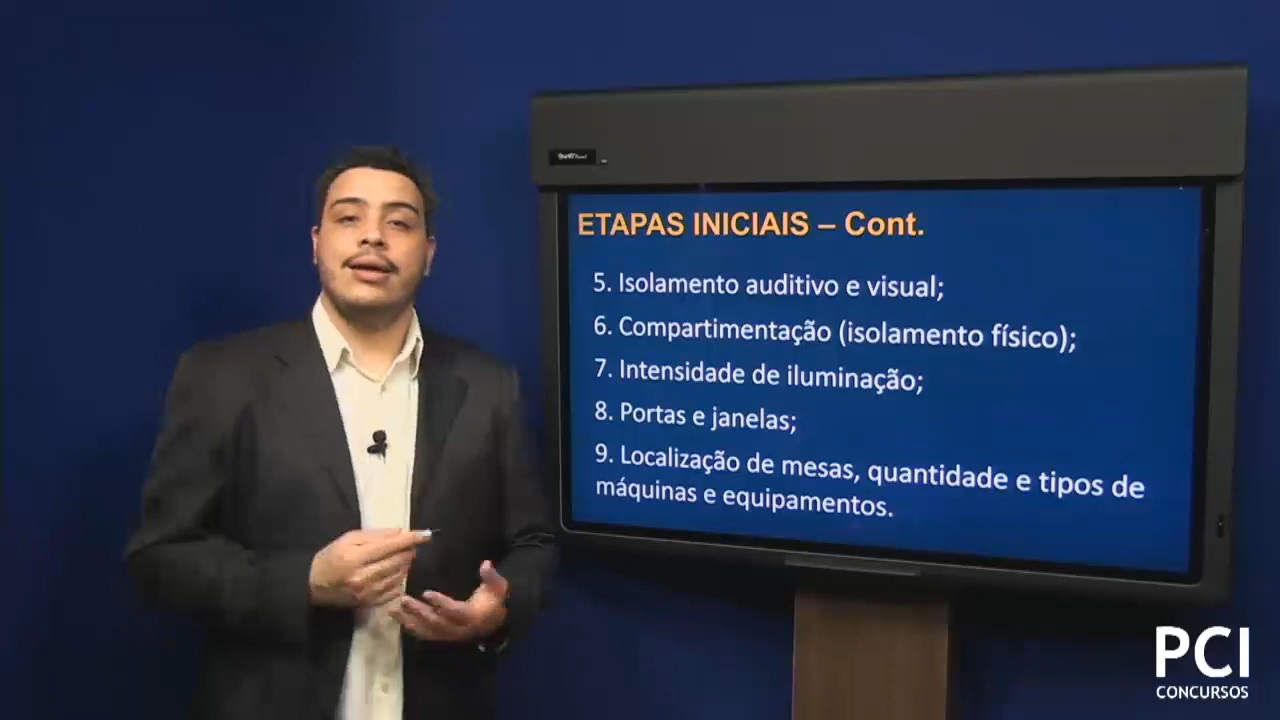 ETAPAS INICIAIS – Cont.
5. Isolamento auditivo e visual;
6. Compartimentação (isolamento físico);
7. Intensidade de iluminação;
8. Portas e janelas;
9. Localização de mesas, quantidade e tipos de
máquinas e equipamentos.
PCI
CONCURSOS